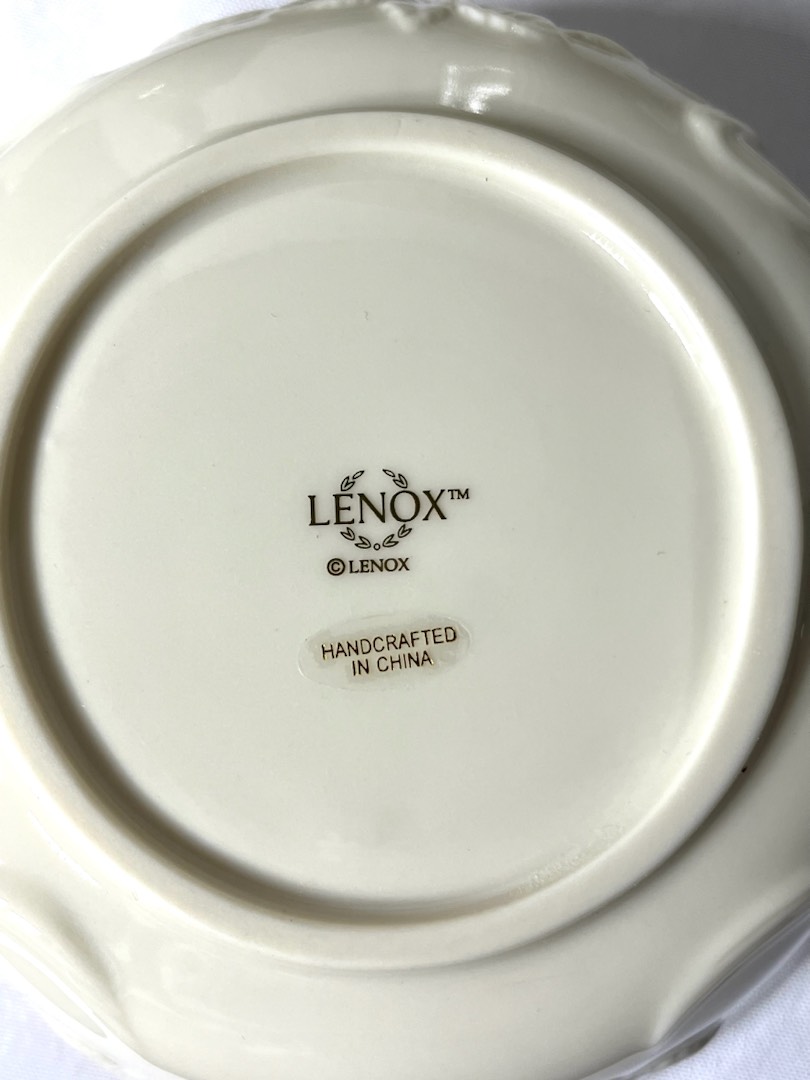 LENOX™
©LENOX
HANDCRAFTED
IN CHINA